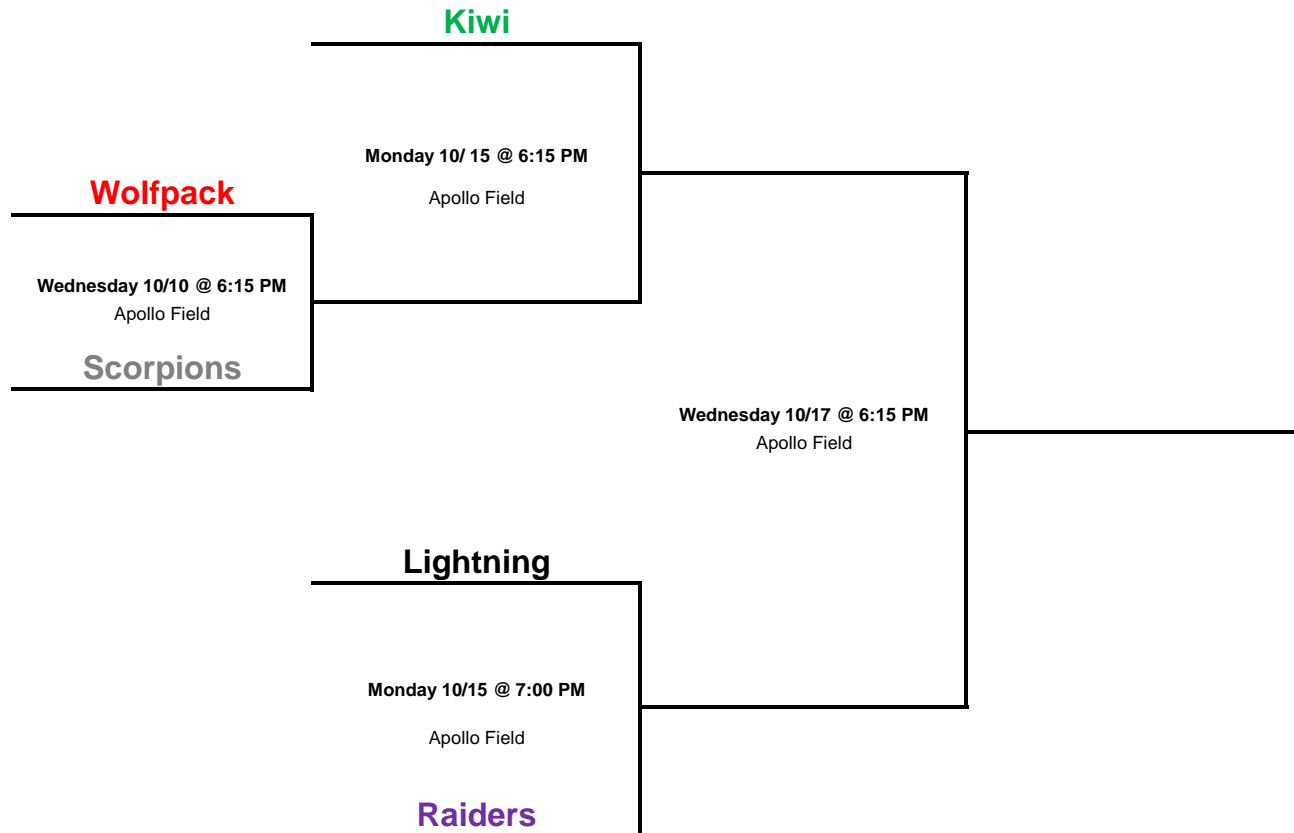 Kiwi
Monday 10/ 15 @ 6:15 PM
Wolfpack
Apollo Field
Wednesday 10/10 @ 6:15 PM
Apollo Field
Scorpions
Wednesday 10/17 @ 6:15 PM
Apollo Field
Lightning
Monday 10/15 @ 7:00 PM
Apollo Field
Raiders